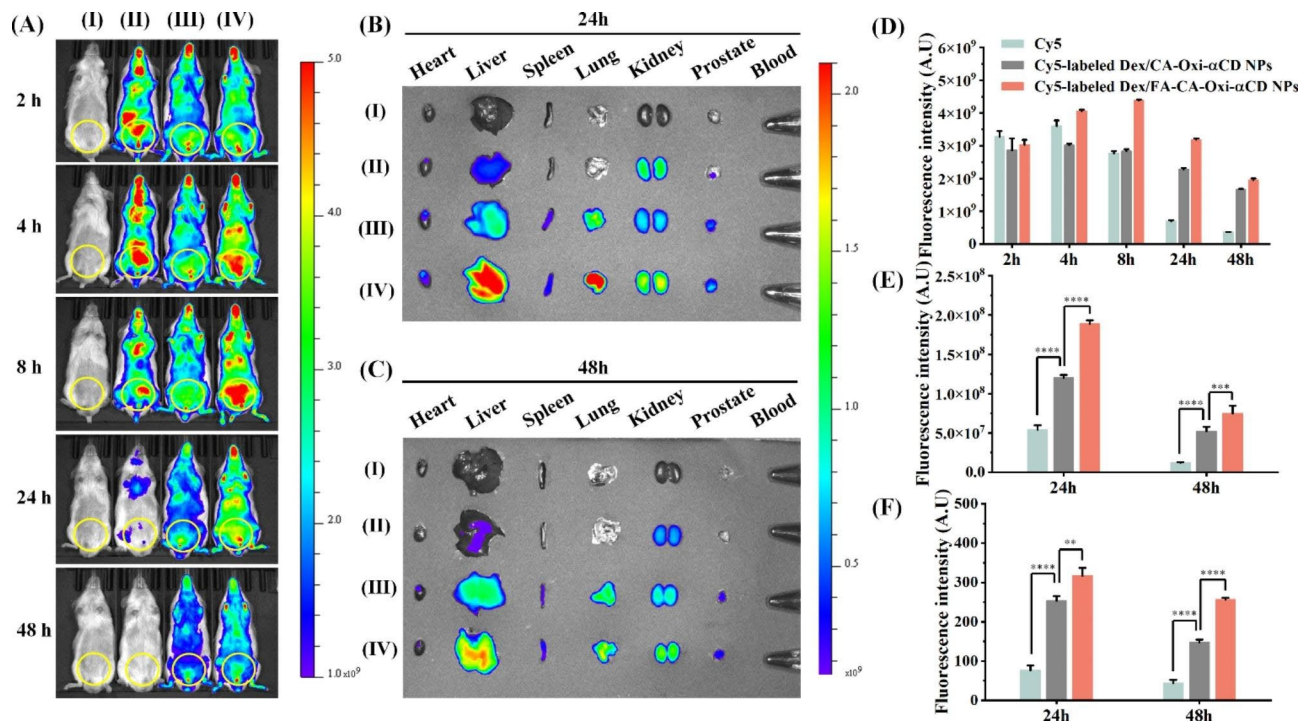 (A)
(I) (II) (III) (IV)
2 h
4 h
8 h
24 h
48 h
5.0
4.0
3.0
2.0
1.0 ×10⁹
(B)
24h
Heart Liver Spleen Lung Kidney Prostate Blood
(I)
(II)
(III)
(IV)
(C)
48h
Heart Liver Spleen Lung Kidney Prostate Blood
(I)
(II)
(III)
(IV)
2.0
1.5
1.0
0.5
×10⁹
(D)
Fluorescence intensity (A.U)
Cy5
Cy5-labeled Dex/CA-Oxi-αCD NPs
Cy5-labeled Dex/FA-CA-Oxi-αCD NPs
6×10⁹
5×10⁹
4×10⁹
3×10⁹
2×10⁹
1×10⁹
0
2h 4h 8h 24h 48h
(E)
Fluorescence intensity (A.U)
2.5×10⁸
2.0×10⁸
1.5×10⁸
1.0×10⁸
5.0×10⁷
0.0
**** ****
**** ***
24h 48h
(F)
Fluorescence intensity (A.U)
500
400
300
200
100
0
**** **
**** ****
24h 48h